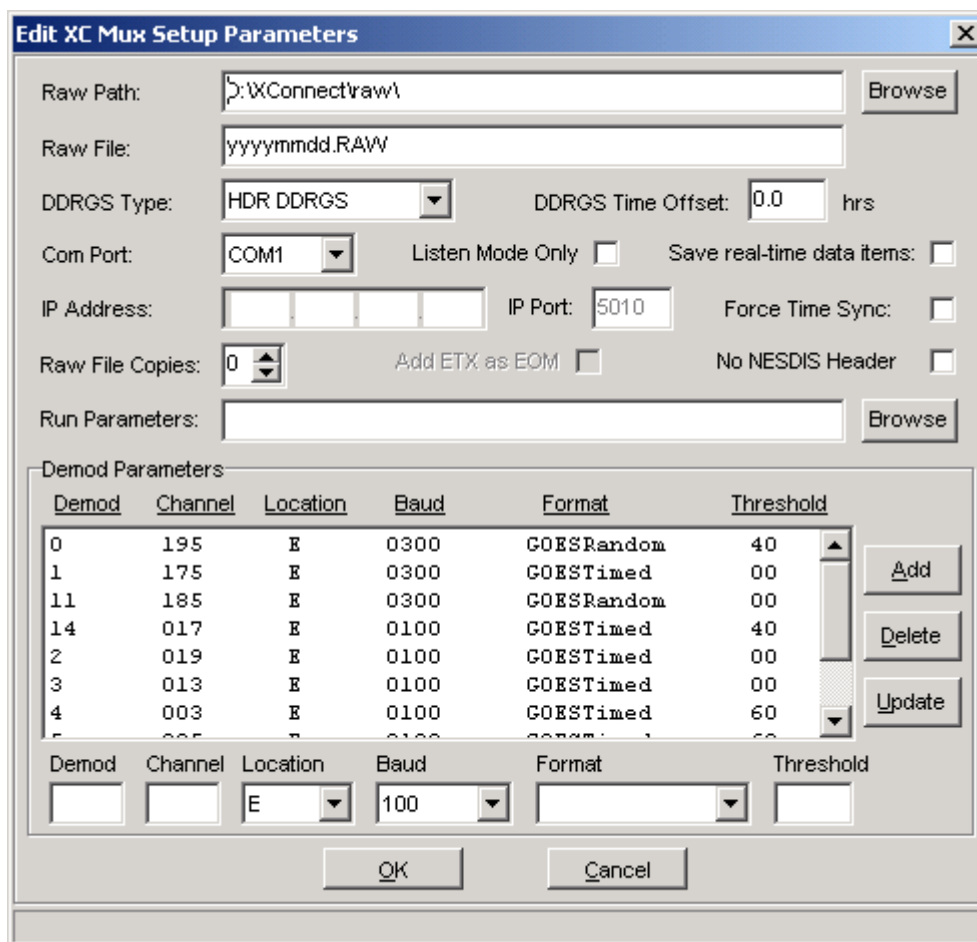 Edit XC Mux Setup Parameters
Raw Path: D:\XConnect\raw\ Browse
Raw File: yyyymmdd.RAW
DDRGS Type: HDR DDRGS DDRGS Time Offset: 0.0 hrs
Com Port: COM1 Listen Mode Only Save real-time data items:
IP Address: . . . IP Port: 5010 Force Time Sync:
Raw File Copies: 0 Add ETX as EOM No NESDIS Header
Run Parameters: Browse
Demod Parameters
Demod Channel Location Baud Format Threshold
0 195 E 0300 GOESRandom 40
1 175 E 0300 GOESTimed 00
11 185 E 0300 GOESRandom 00
14 017 E 0100 GOESTimed 40
2 019 E 0100 GOESTimed 00
3 013 E 0100 GOESTimed 00
4 003 E 0100 GOESTimed 60
Add
Delete
Update
Demod Channel Location Baud Format Threshold
E 100
OK Cancel